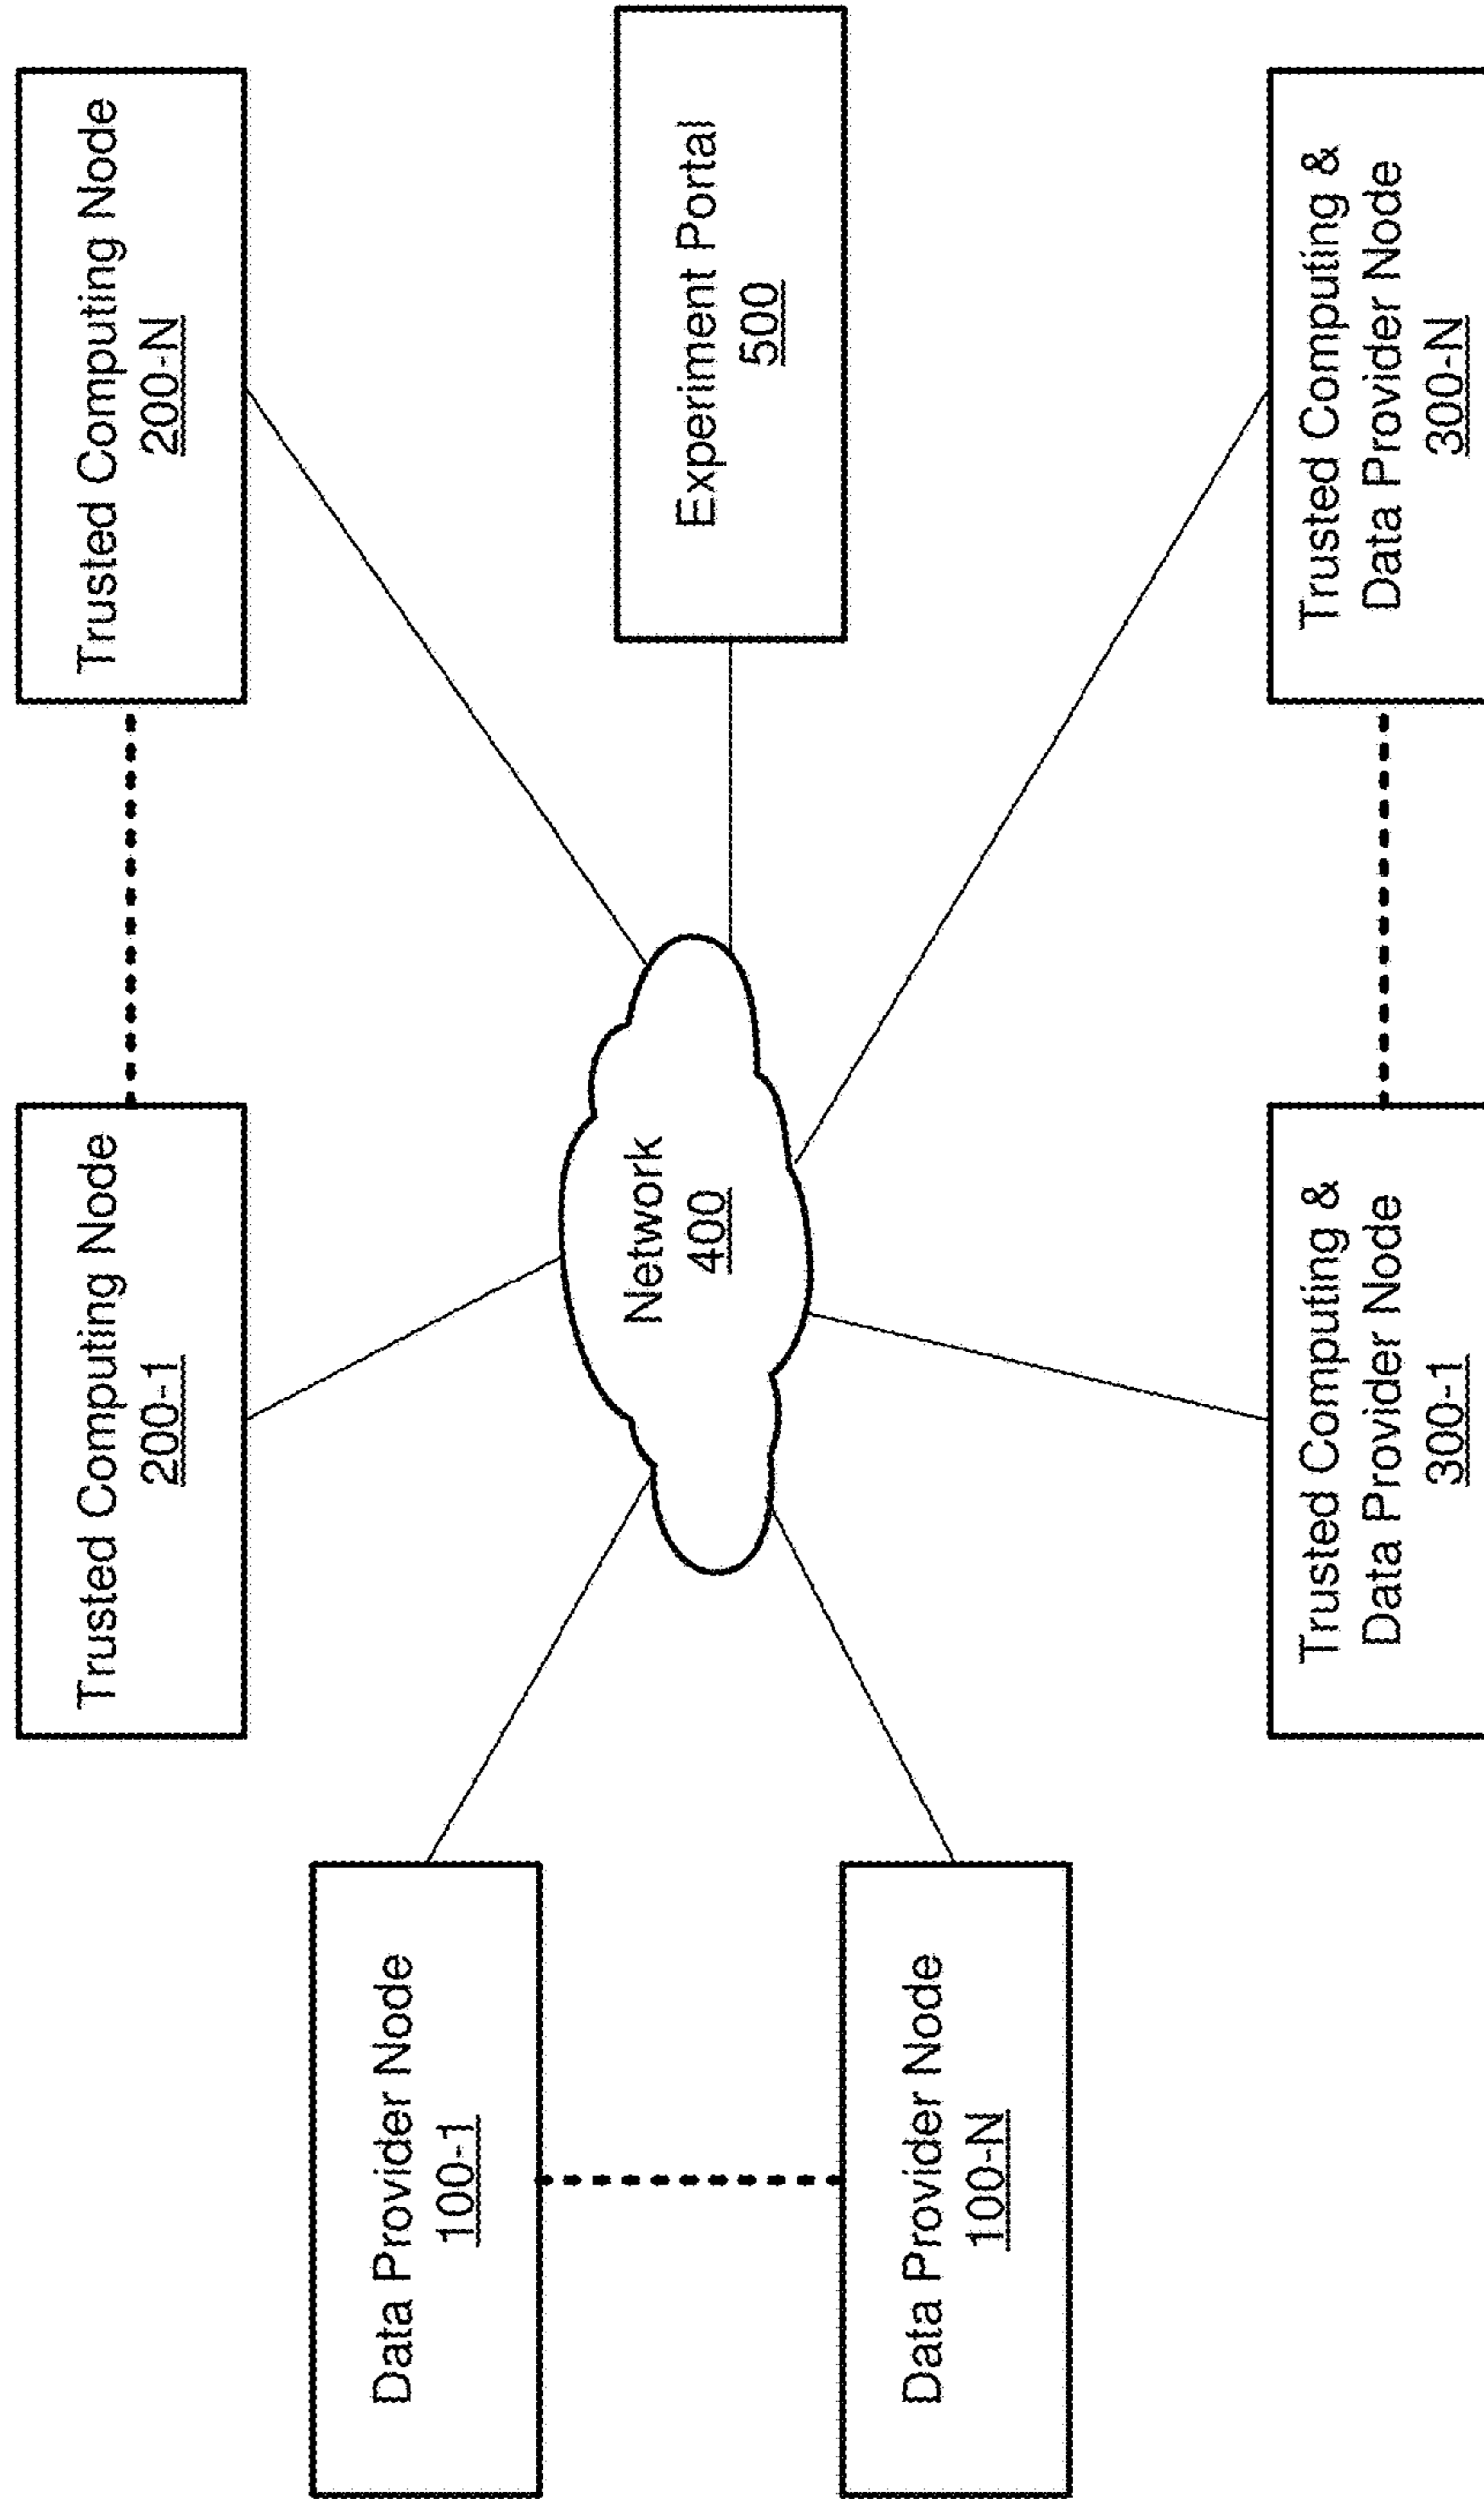 Trusted Computing Node
200-1
Trusted Computing Node
200-N
Data Provider Node
100-1
Network
400
Experiment Portal
500
Data Provider Node
100-N
Trusted Computing &
Data Provider Node
300-1
Trusted Computing &
Data Provider Node
300-N